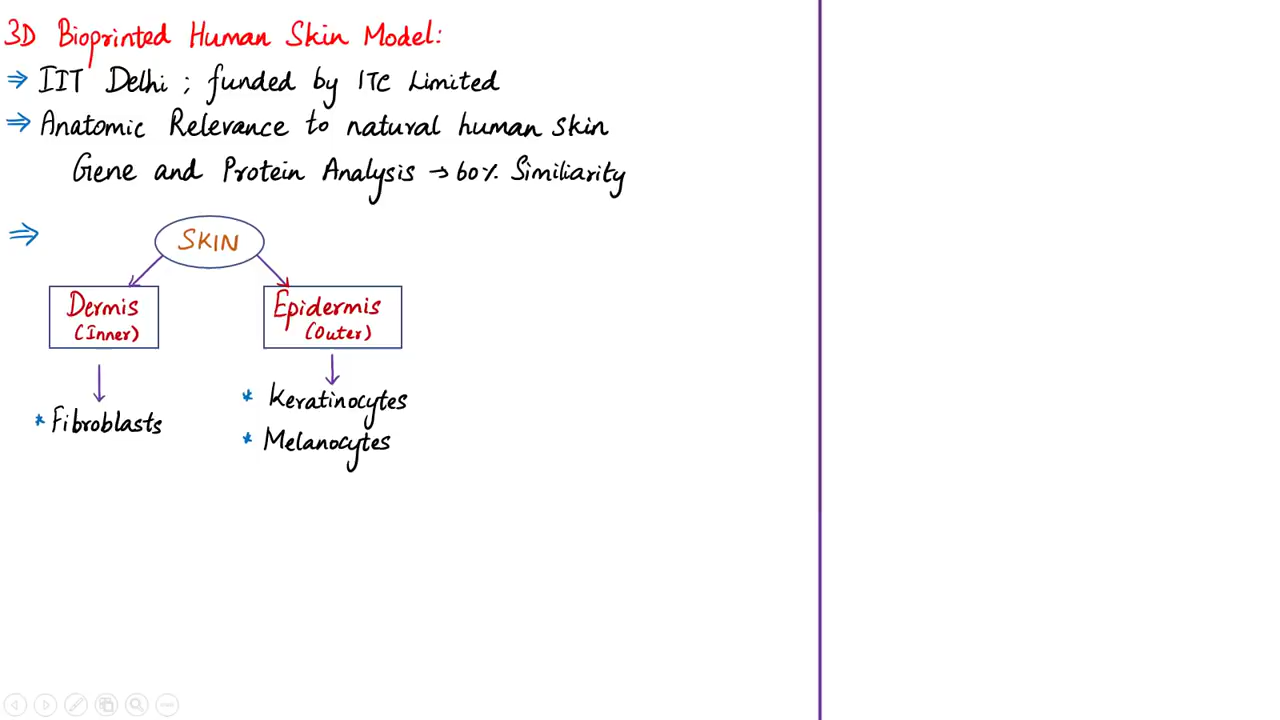 3D Bioprinted Human Skin Model:
⇒ IIT Delhi ; funded by ITC Limited
⇒ Anatomic Relevance to natural human skin
Gene and Protein Analysis → 60% Similiarity
⇒ SKIN
Dermis
(Inner)
Epidermis
(Outer)
* Fibroblasts
* Keratinocytes
* Melanocytes